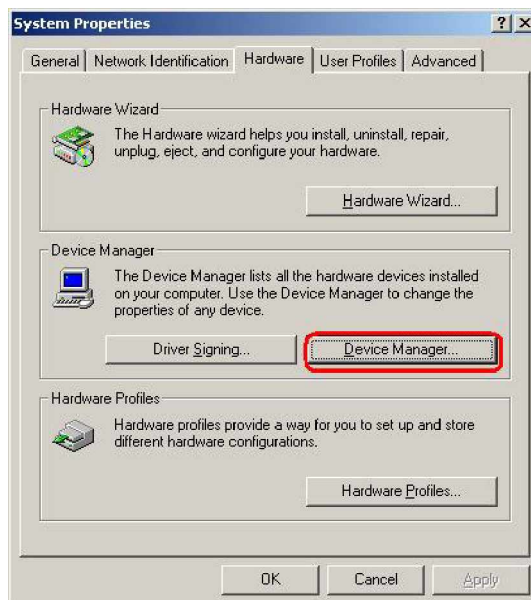 System Properties
General
Network Identification
Hardware
User Profiles
Advanced
Hardware Wizard
The Hardware wizard helps you install, uninstall, repair,
unplug, eject, and configure your hardware.
Hardware Wizard...
Device Manager
The Device Manager lists all the hardware devices installed
on your computer. Use the Device Manager to change the
properties of any device.
Driver Signing...
Device Manager...
Hardware Profiles
Hardware profiles provide a way for you to set up and store
different hardware configurations.
Hardware Profiles...
OK
Cancel
Apply